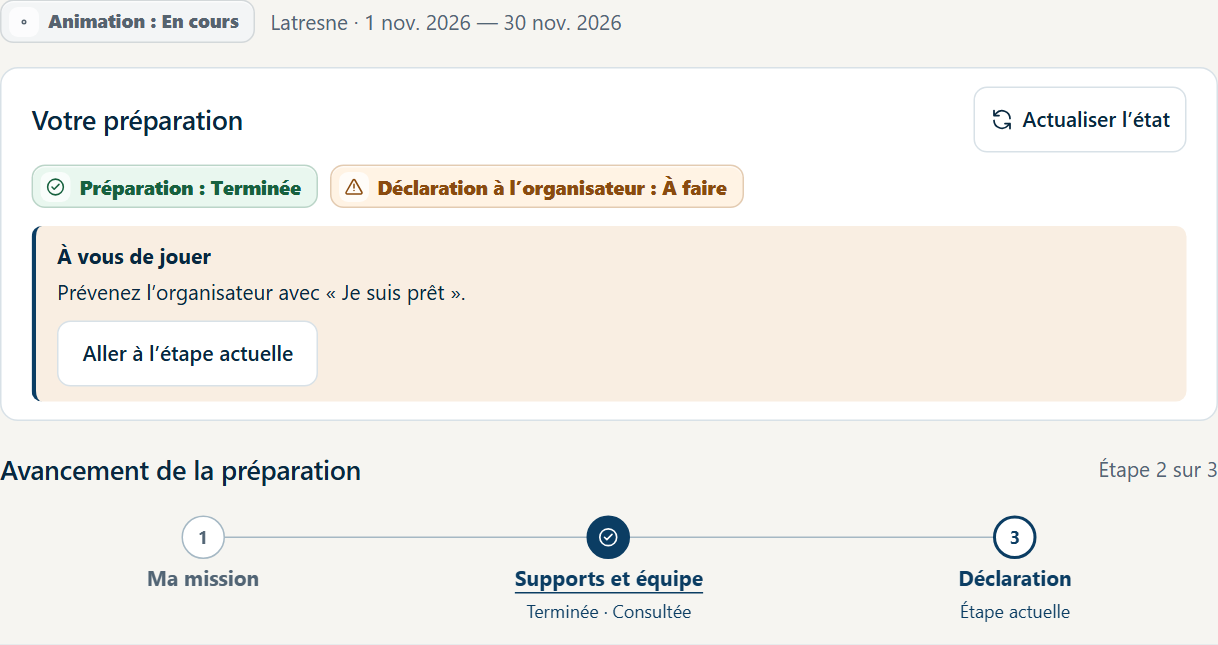 Animation : En cours
Latresne · 1 nov. 2026 — 30 nov. 2026
Votre préparation
Actualiser l’état
Préparation : Terminée
Déclaration à l’organisateur : À faire
À vous de jouer
Prévenez l’organisateur avec « Je suis prêt ».
Aller à l’étape actuelle
Avancement de la préparation
Étape 2 sur 3
1
3
Ma mission
Supports et équipe
Déclaration
Terminée · Consultée
Étape actuelle